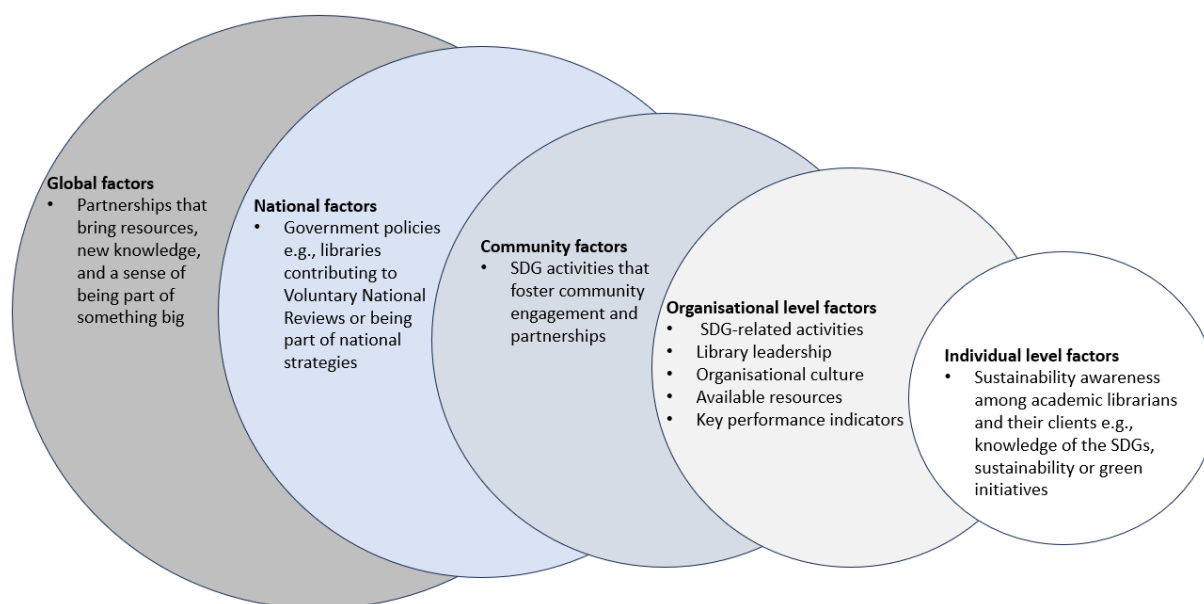 Global factors
• Partnerships that
bring resources,
new knowledge,
and a sense of
being part of
something big
National factors
• Government policies
e.g., libraries
contributing to
Voluntary National
Reviews or being
part of national
strategies
Community factors
• SDG activities that
foster community
engagement and
partnerships
Organisational level factors
• SDG-related activities
• Library leadership
• Organisational culture
• Available resources
• Key performance indicators
Individual level factors
• Sustainability awareness
among academic librarians
and their clients e.g.,
knowledge of the SDGs,
sustainability or green
initiatives